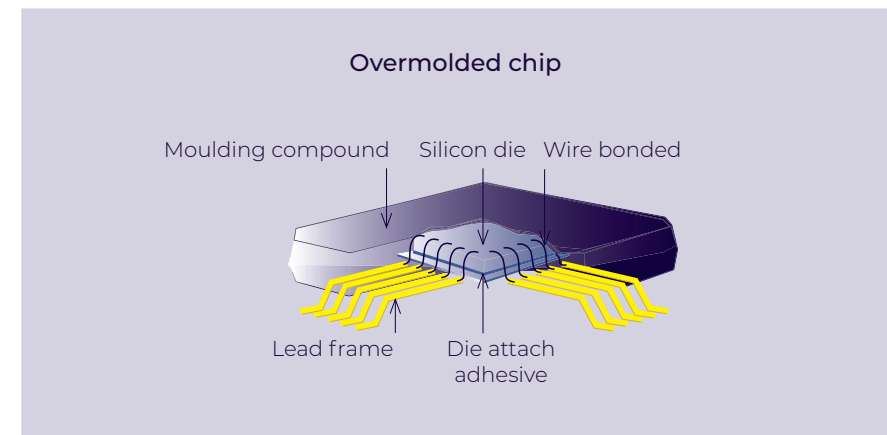 Overmolded chip
Moulding compound
Silicon die
Wire bonded
Lead frame
Die attach
adhesive